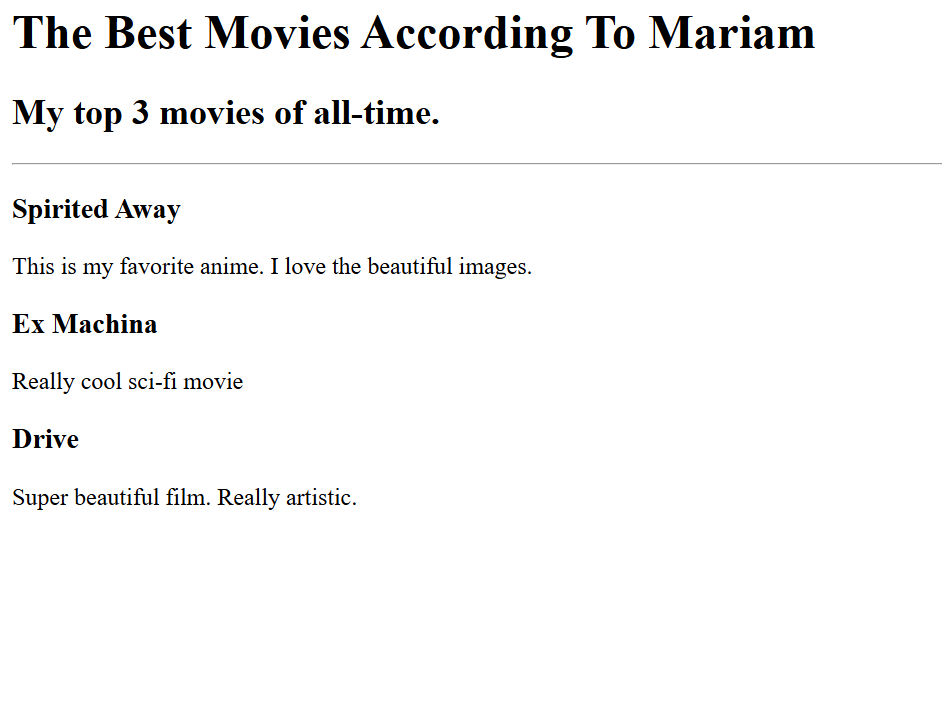 The Best Movies According To Mariam
My top 3 movies of all-time.
Spirited Away
This is my favorite anime. I love the beautiful images.
Ex Machina
Really cool sci-fi movie
Drive
Super beautiful film. Really artistic.